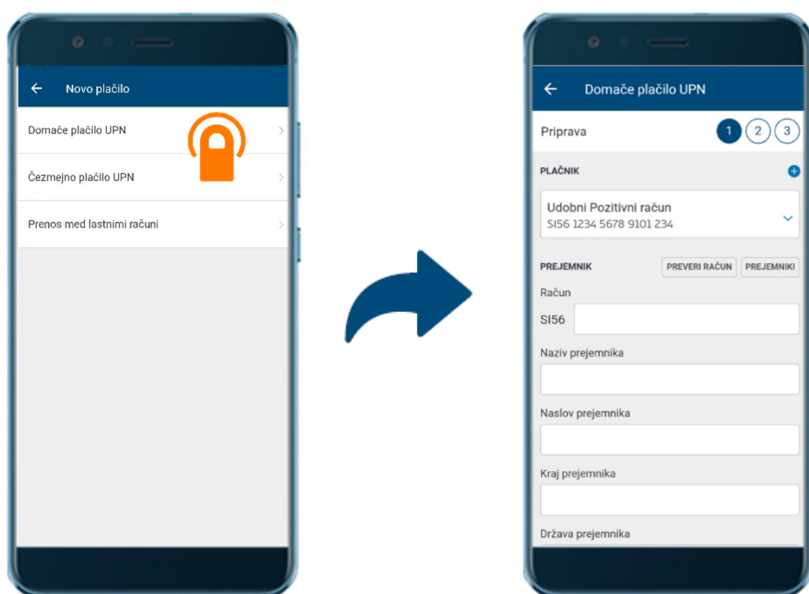 Novo plačilo
Domače plačilo UPN
Čezmejno plačilo UPN
Prenos med lastnimi računi
Domače plačilo UPN
Priprava 1 2 3
PLAČNIK
Udobni Pozitivni račun
SI56 1234 5678 9101 234
PREJEMNIK PREVERI RAČUN PREJEMNIKI
Račun
SI56
Naziv prejemnika
Naslov prejemnika
Kraj prejemnika
Država prejemnika